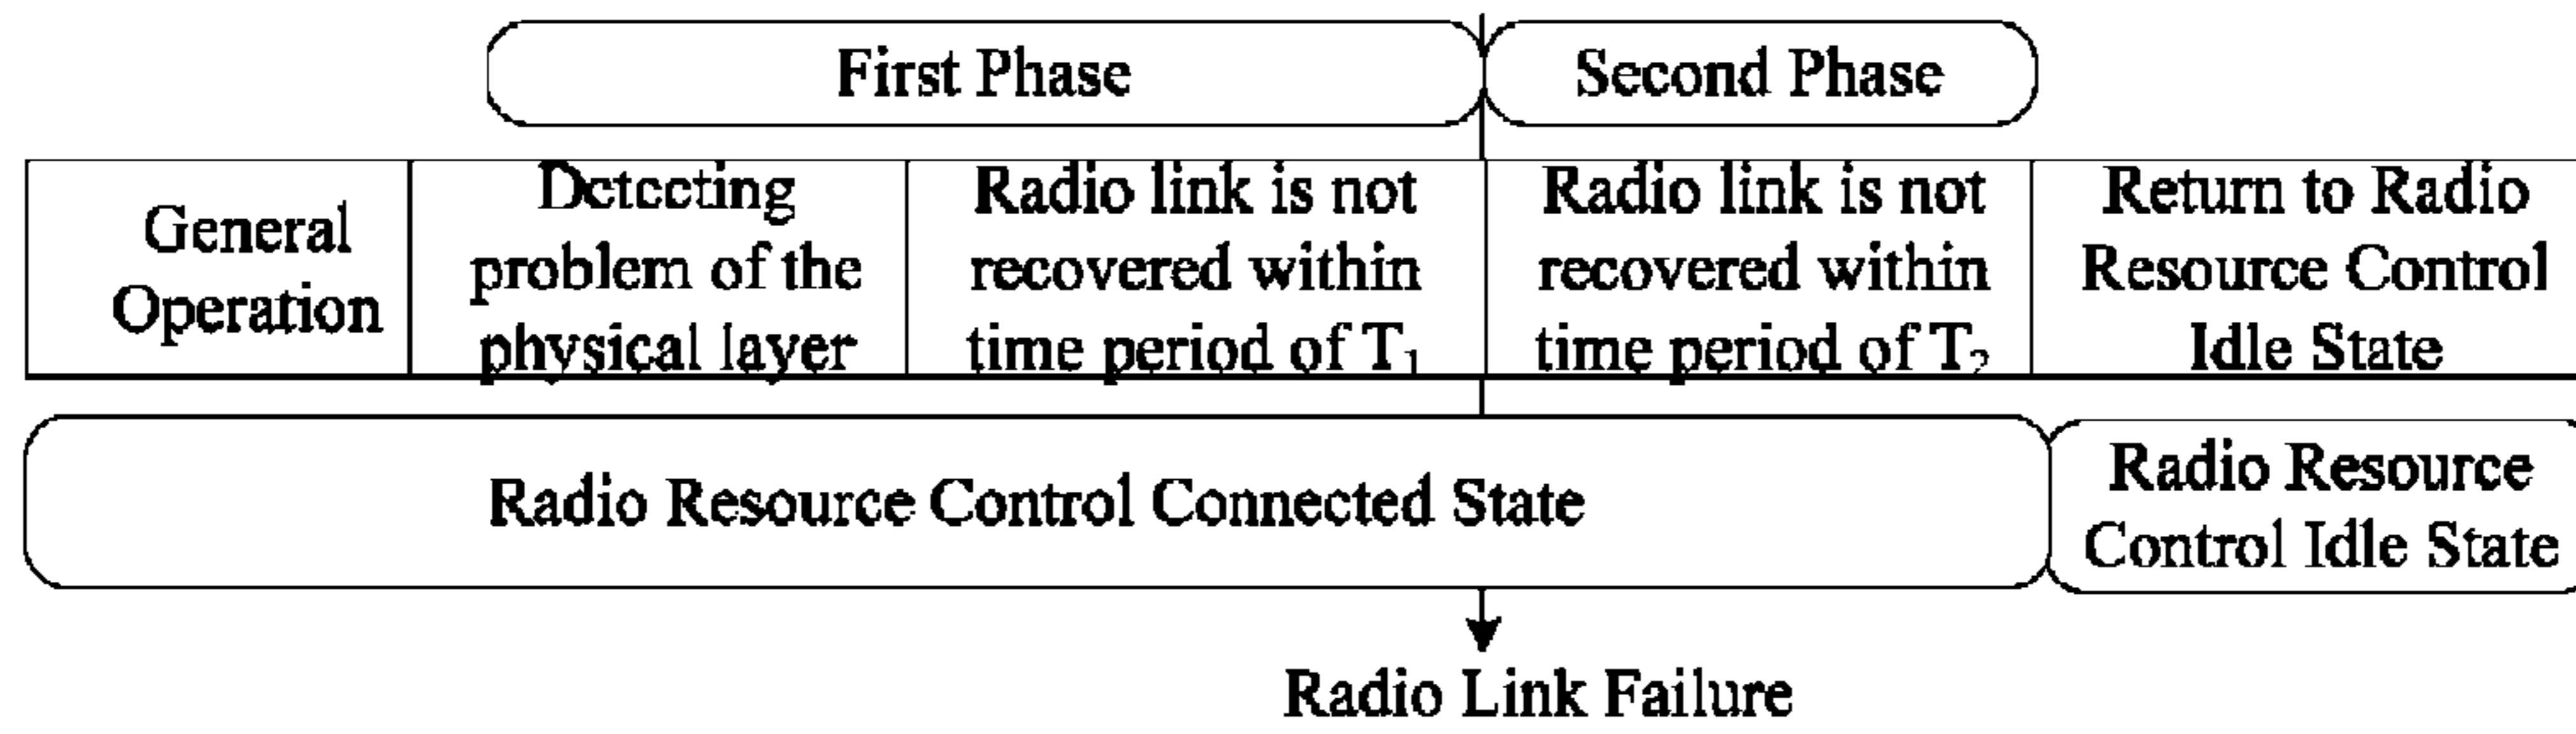 First Phase
Second Phase
General
Operation
Detecting
problem of the
physical layer
Radio link is not
recovered within
time period of T₁
Radio link is not
recovered within
time period of T₂
Return to Radio
Resource Control
Idle State
Radio Resource Control Connected State
Radio Resource
Control Idle State
Radio Link Failure